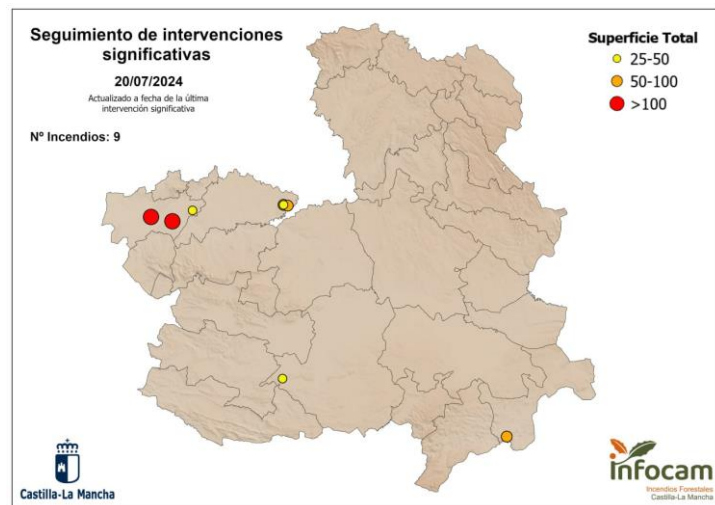 Seguimiento de intervenciones
significativas
20/07/2024
Actualizado a fecha de la última
intervención significativa
Nº Incendios: 9
Superficie Total
25-50
50-100
>100
Castilla-La Mancha
infocam
Incendios Forestales
Castilla-La Mancha